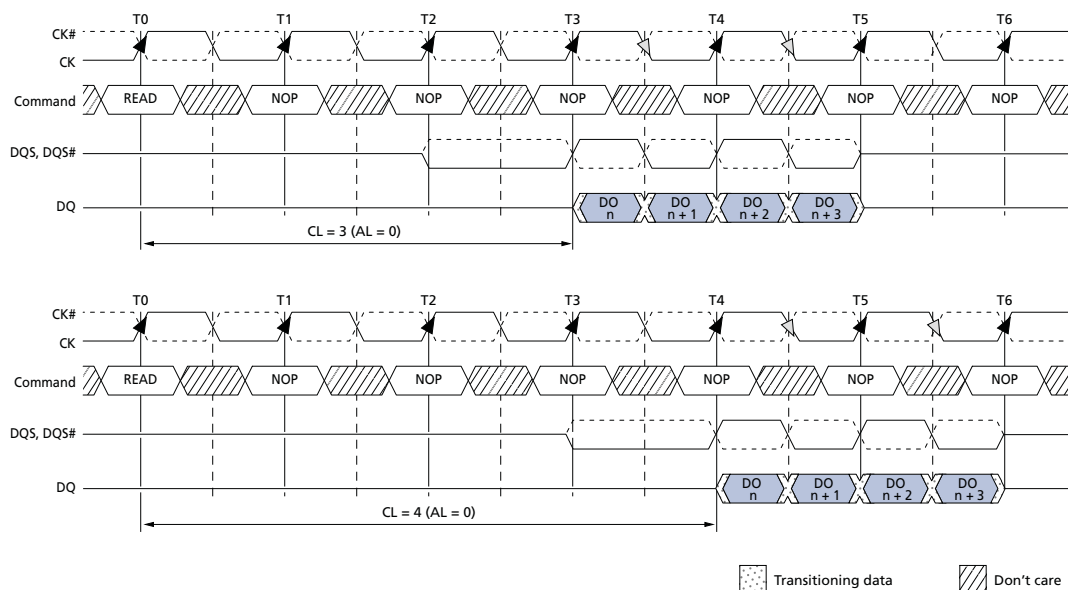 T0 T1 T2 T3 T4 T5 T6
CK#
CK
Command READ NOP NOP NOP NOP NOP NOP
DQS, DQS#
DQ DO n DO n + 1 DO n + 2 DO n + 3
CL = 3 (AL = 0)
T0 T1 T2 T3 T4 T5 T6
CK#
CK
Command READ NOP NOP NOP NOP NOP NOP
DQS, DQS#
DQ DO n DO n + 1 DO n + 2 DO n + 3
CL = 4 (AL = 0)
Transitioning data Don't care